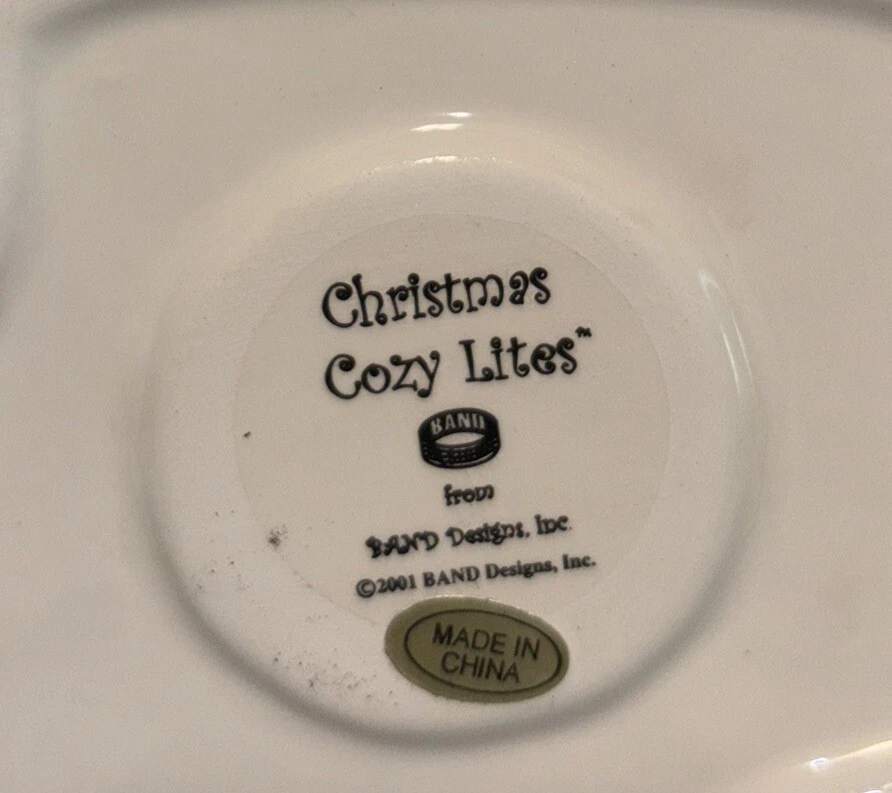 Christmas
Cozy Lites™
BAND
from
BAND Designs, Inc.
©2001 BAND Designs, Inc.
MADE IN
CHINA